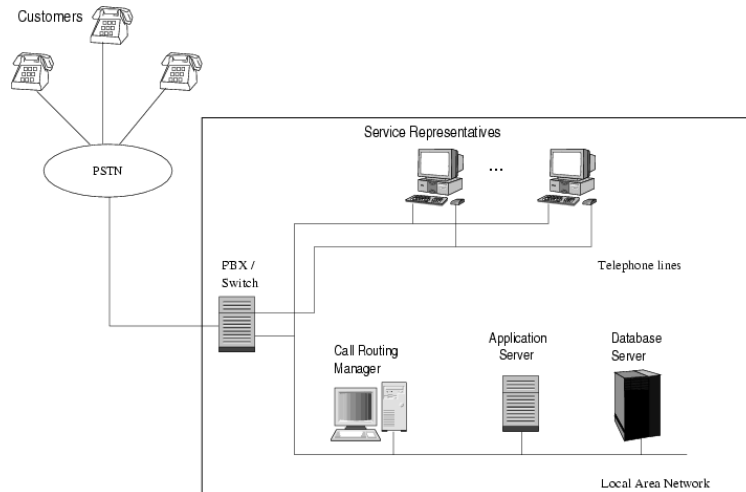 Customers
PSTN
Service Representatives
...
PBX /
Switch
Telephone lines
Call Routing
Manager
Application
Server
Database
Server
Local Area Network